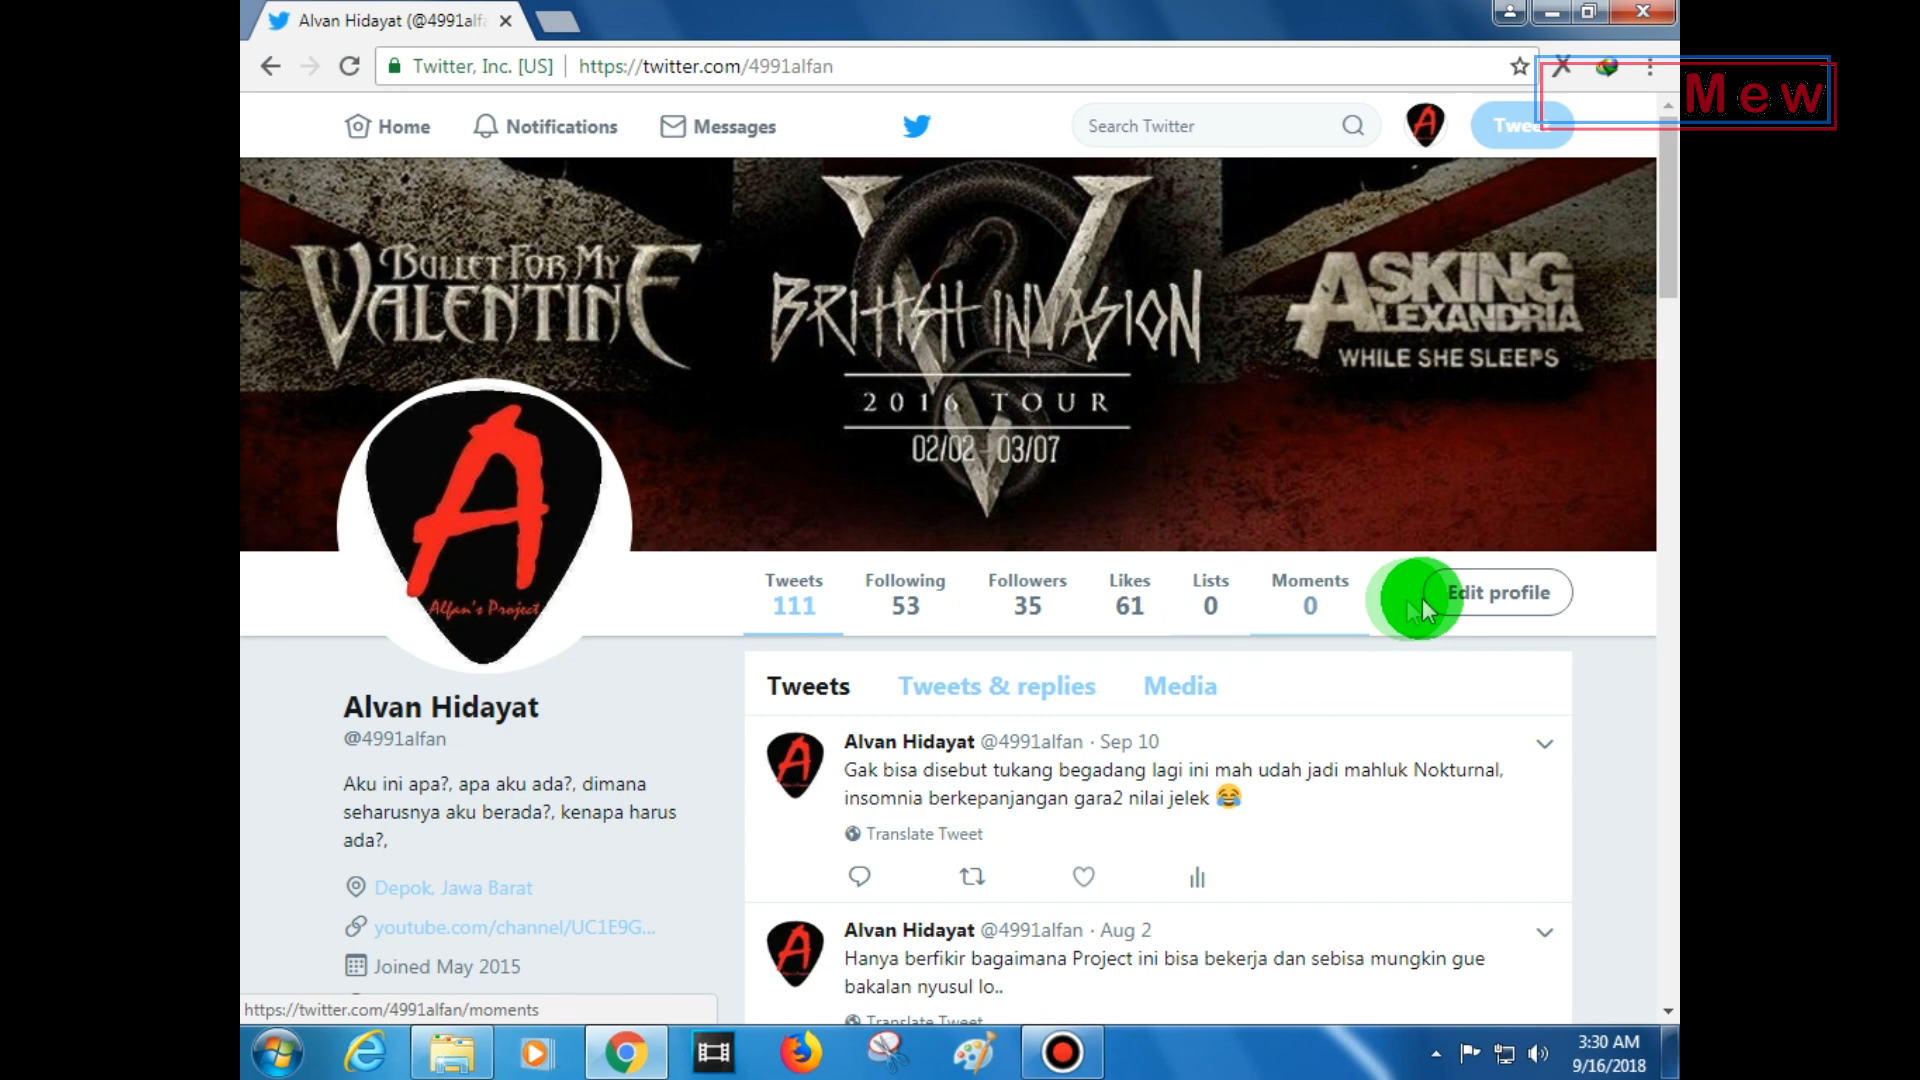 Alvan Hidayat (@4991alf
Twitter, Inc. [US] https://twitter.com/4991alfan
Mew
Home Notifications Messages Search Twitter Tweet
BULLET FOR MY
VALENTINE
BRITISH INVASION
2016 TOUR
02/02 - 03/07
ASKING
ALEXANDRIA
WHILE SHE SLEEPS
A
Alfan's Project
Tweets Following Followers Likes Lists Moments
111 53 35 61 0 0
Edit profile
Alvan Hidayat
@4991alfan
Aku ini apa?, apa aku ada?, dimana
seharusnya aku berada?, kenapa harus
ada?,
Depok, Jawa Barat
youtube.com/channel/UC1E9G...
Joined May 2015
Tweets Tweets & replies Media
Alvan Hidayat @4991alfan · Sep 10
Gak bisa disebut tukang begadang lagi ini mah udah jadi mahluk Nokturnal,
insomnia berkepanjangan gara2 nilai jelek 😂
Translate Tweet
Alvan Hidayat @4991alfan · Aug 2
Hanya berfikir bagaimana Project ini bisa bekerja dan sebisa mungkin gue
bakalan nyusul lo..
Translate Tweet
https://twitter.com/4991alfan/moments
3:30 AM
9/16/2018